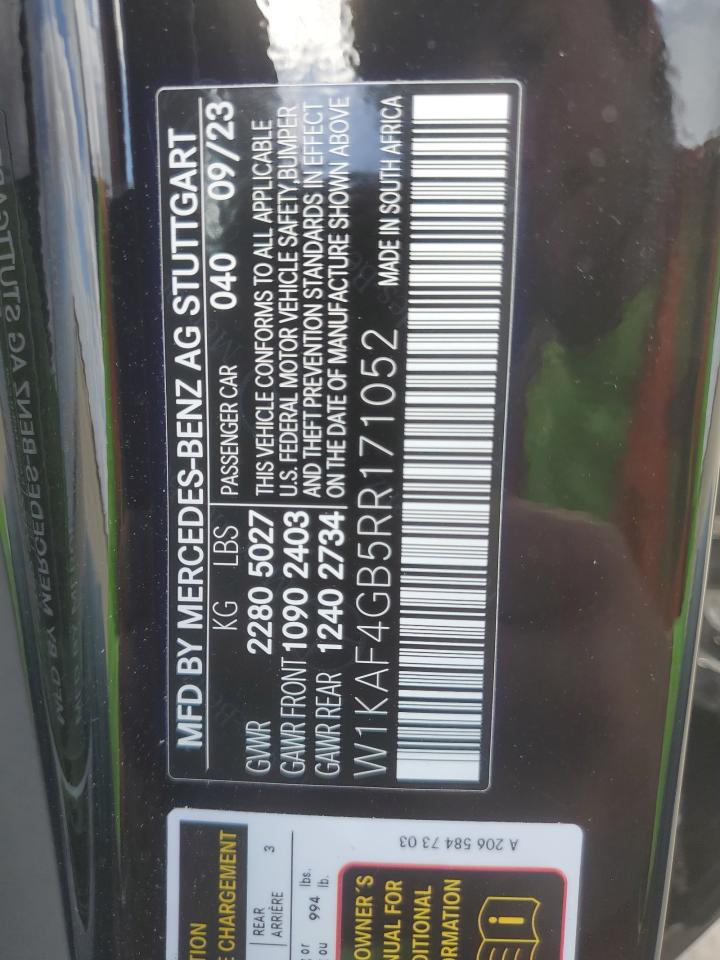 MFD BY MERCEDES-BENZ AG STUTTGART
KG LBS PASSENGER CAR 040 09/23
GVWR 2280 5027
GAWR FRONT 1090 2403
GAWR REAR 1240 2734
THIS VEHICLE CONFORMS TO ALL APPLICABLE
U.S. FEDERAL MOTOR VEHICLE SAFETY,BUMPER
AND THEFT PREVENTION STANDARDS IN EFFECT
ON THE DATE OF MANUFACTURE SHOWN ABOVE
W1KAF4GB5RR171052 MADE IN SOUTH AFRICA
E CHARGEMENT
REAR
ARRIÈRE 3
or
ou 994 lbs.
lb.
OWNER'S
NUAL FOR
DITIONAL
ORMATION
A 206 584 73 03